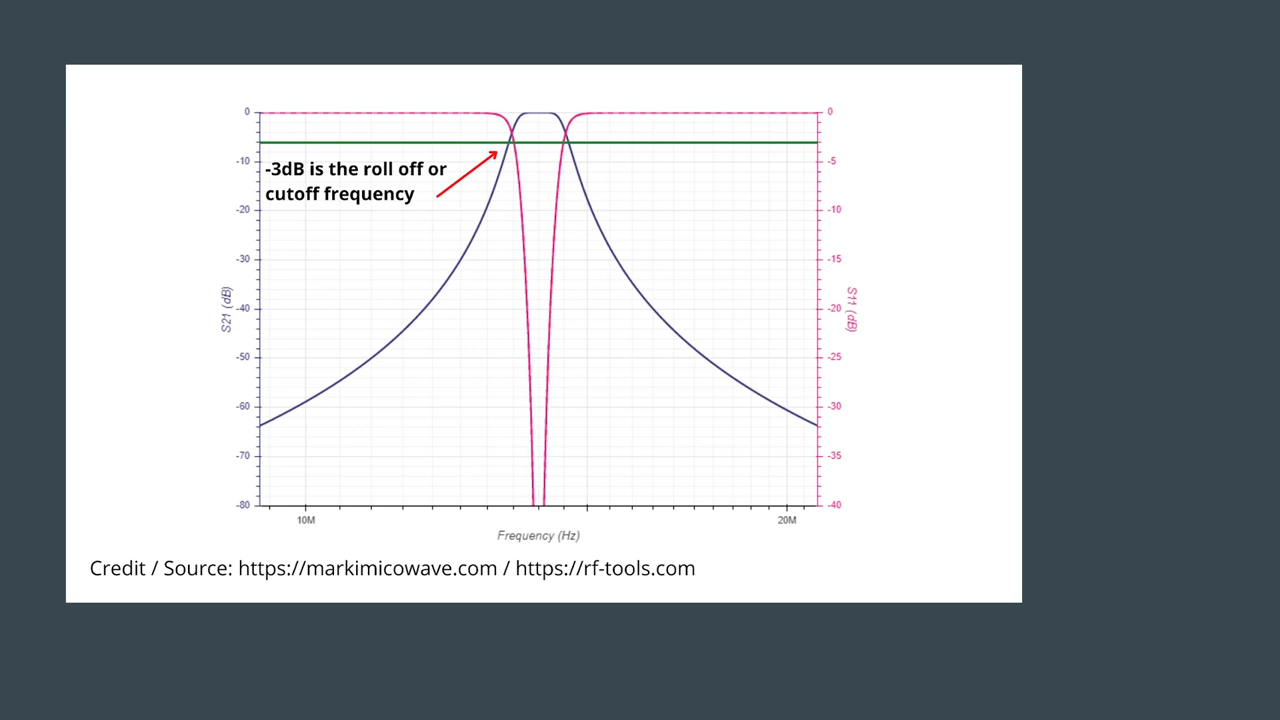 0
0
-3dB is the roll off or
cutoff frequency
-10
-5
-20
-10
-30
-15
S21 (dB)
S11 (dB)
-40
-20
-50
-25
-60
-30
-70
-35
-80
-40
10M
20M
Frequency (Hz)
Credit / Source: https://markimicowave.com / https://rf-tools.com